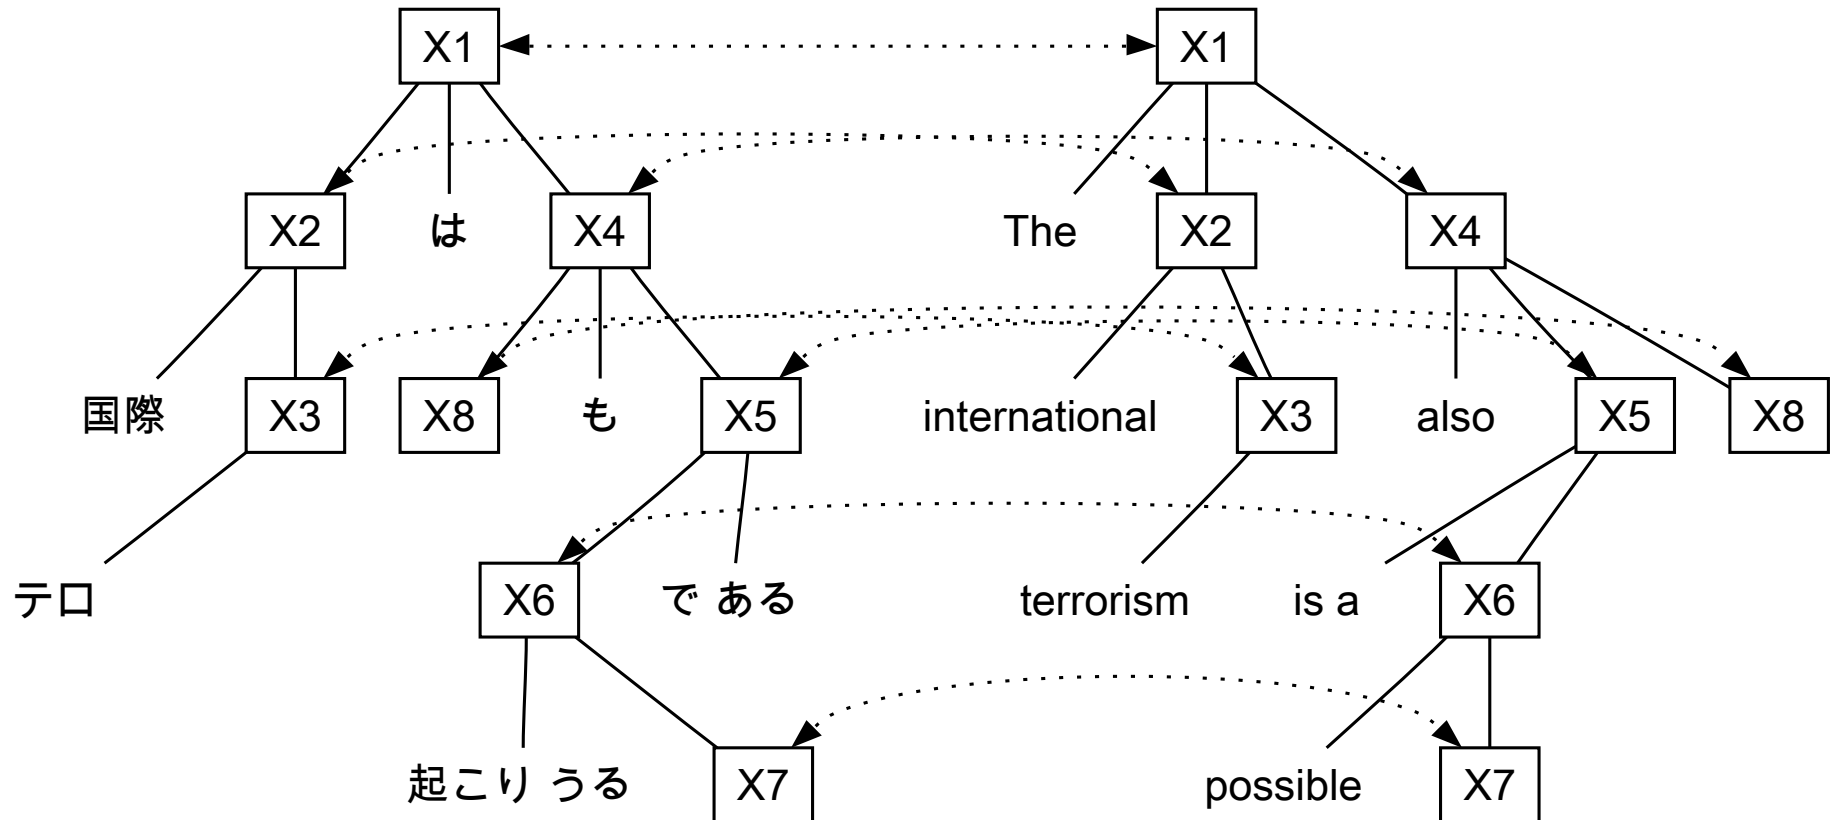 X1 X1
X2 は X4 The X2 X4
国際 X3 X8 も X5 international X3 also X5 X8
テロ X6 で ある terrorism is a X6
起こり うる X7 possible X7